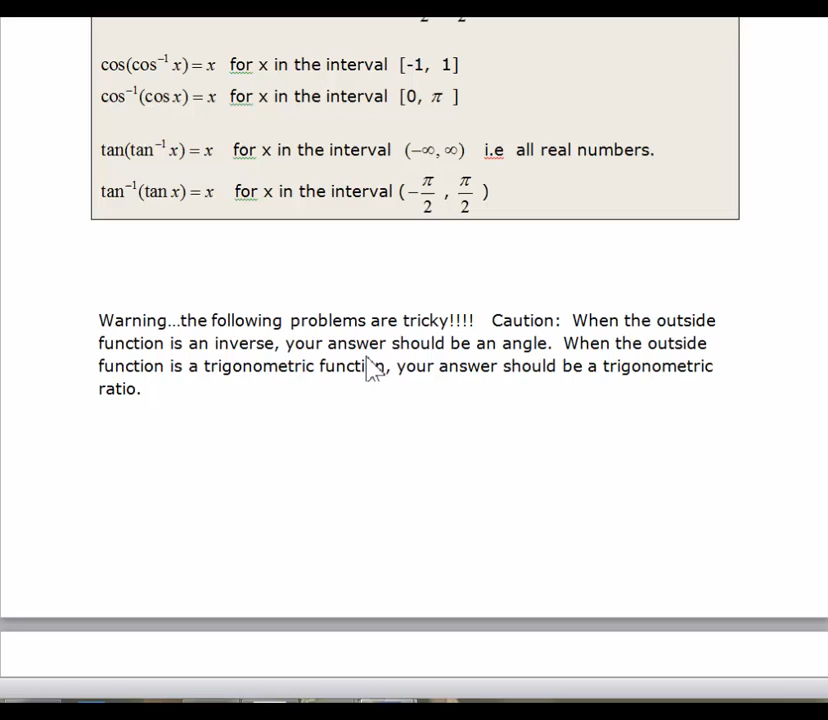 cos(cos⁻¹ x) = x for x in the interval [-1, 1]
cos⁻¹(cos x) = x for x in the interval [0, π ]
tan(tan⁻¹ x) = x for x in the interval (−∞, ∞) i.e all real numbers.
tan⁻¹(tan x) = x for x in the interval (−π/2 , π/2 )
Warning...the following problems are tricky!!!! Caution: When the outside
function is an inverse, your answer should be an angle. When the outside
function is a trigonometric function, your answer should be a trigonometric
ratio.